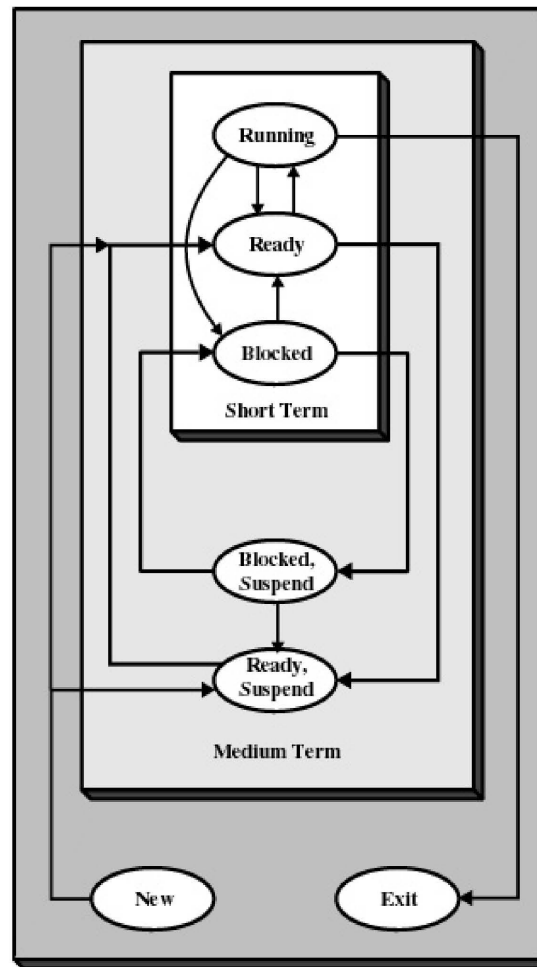 Running
Ready
Blocked
Short Term
Blocked,
Suspend
Ready,
Suspend
Medium Term
New
Exit